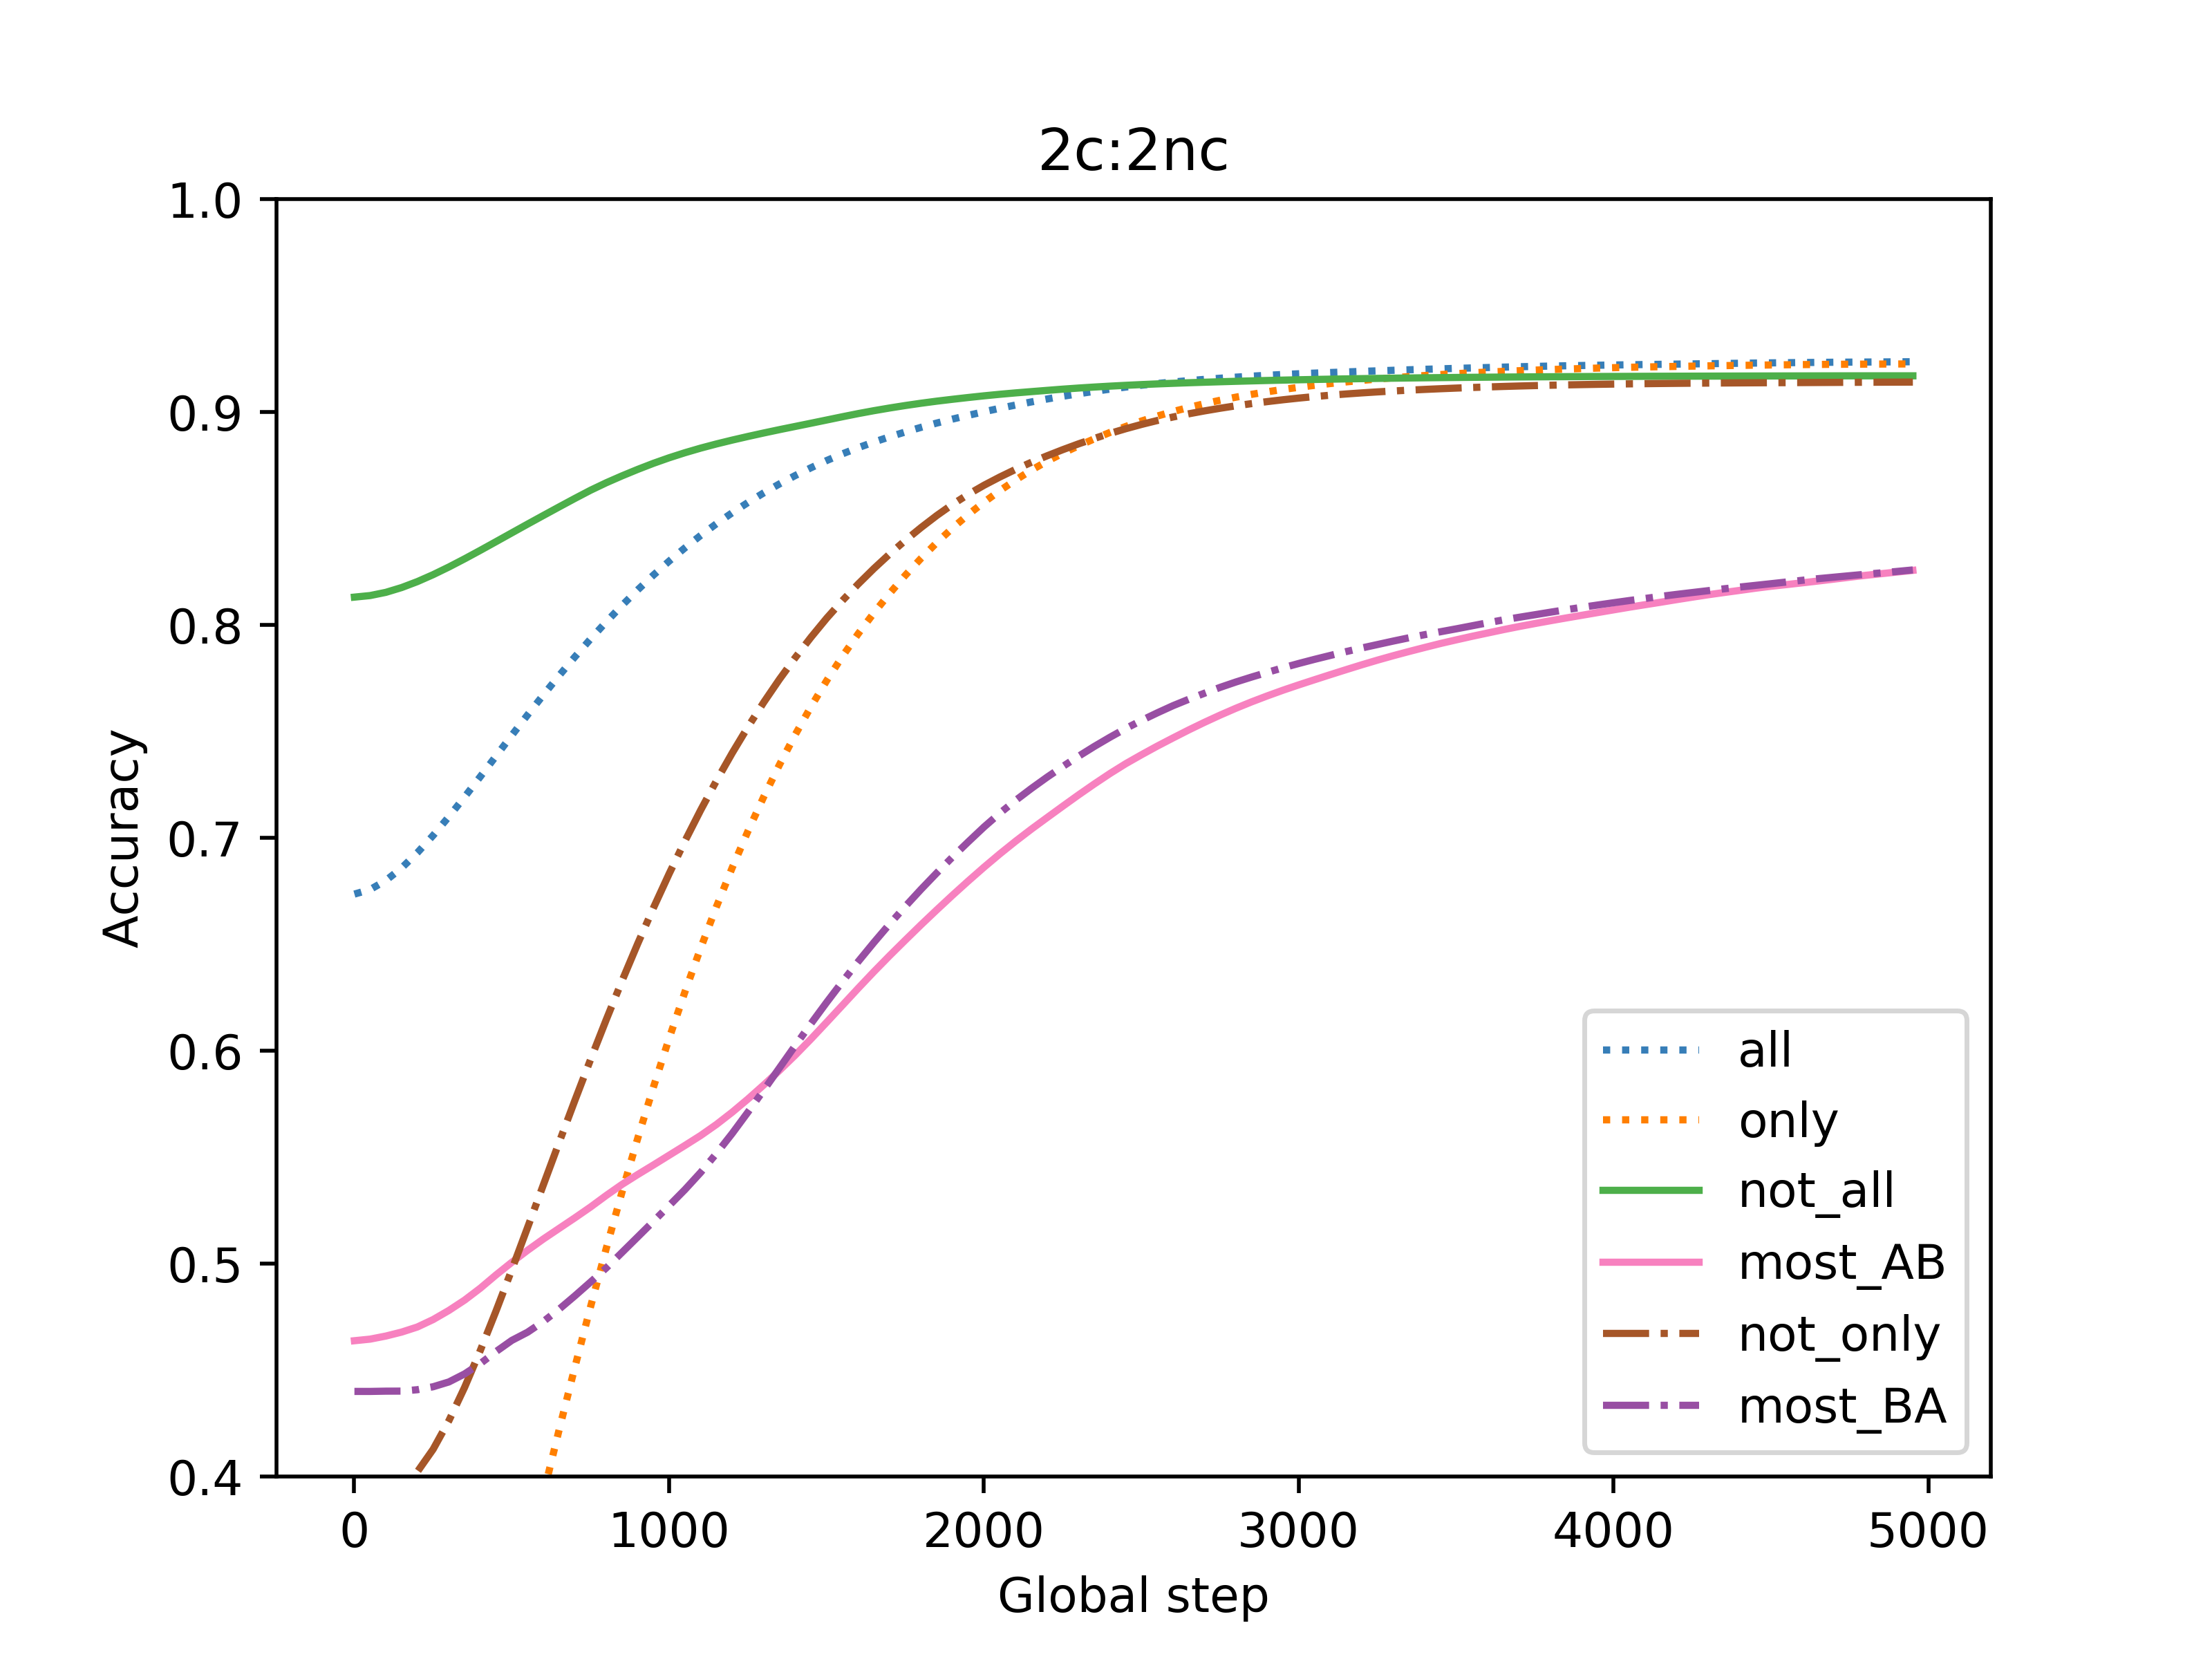 2c:2nc
1.0
0.9
0.8
0.7
0.6
0.5
0.4
Accuracy
0 1000 2000 3000 4000 5000
Global step
all
only
not_all
most_AB
not_only
most_BA